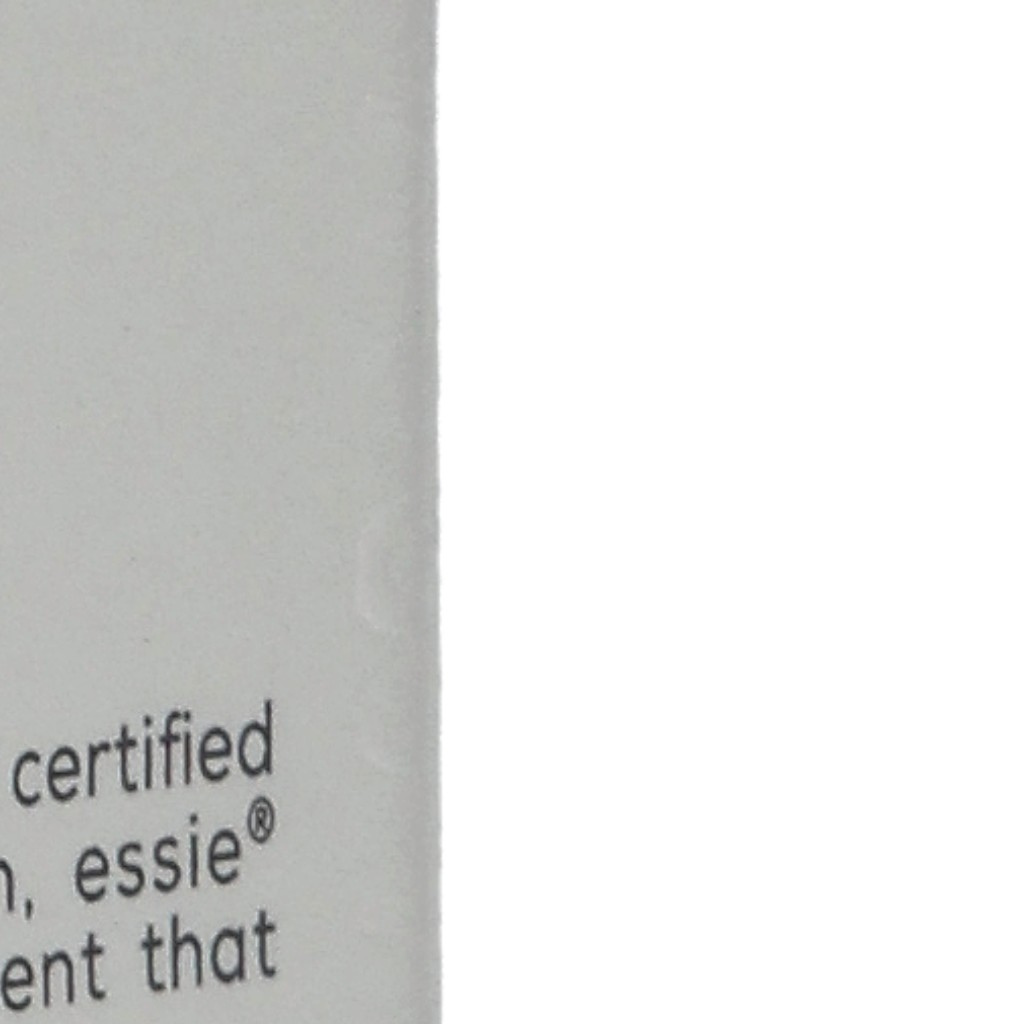 certified
, essie®
ent that